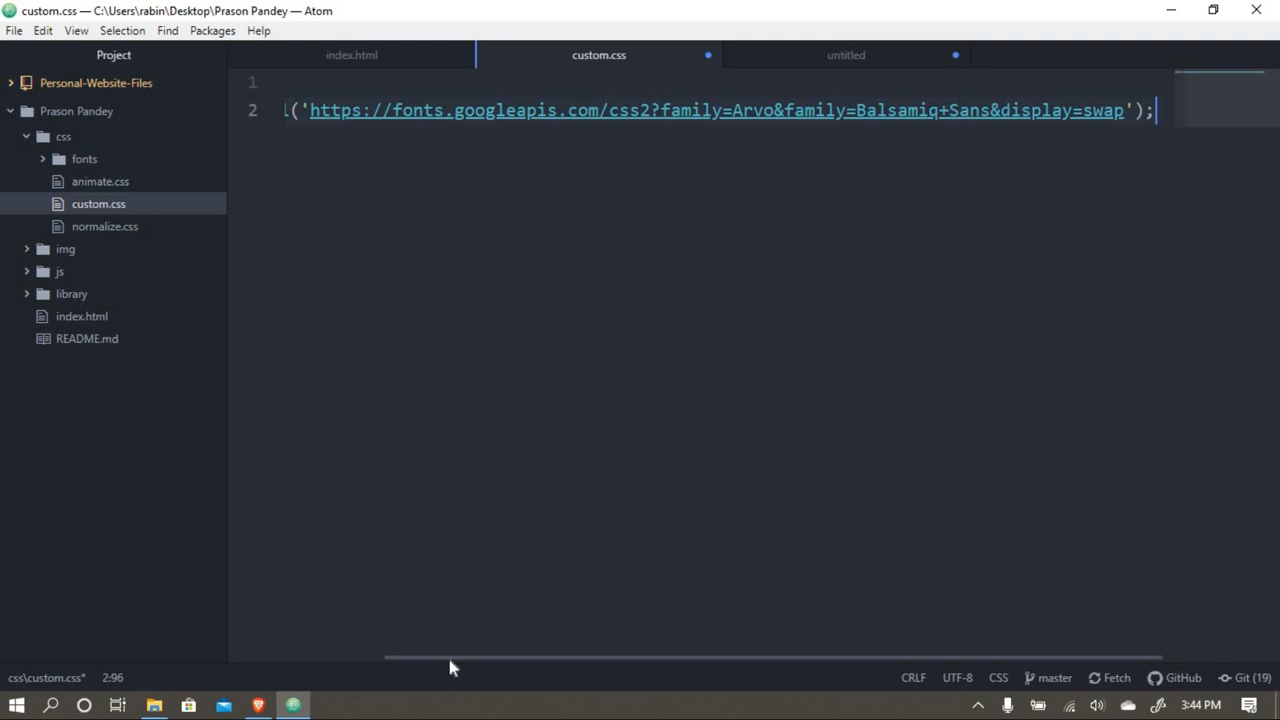 custom.css — C:\Users\rabin\Desktop\Prason Pandey — Atom
File Edit View Selection Find Packages Help
Project
index.html
custom.css
untitled
Personal-Website-Files
Prason Pandey
css
fonts
animate.css
custom.css
normalize.css
img
js
library
index.html
README.md
1
2 l('https://fonts.googleapis.com/css2?family=Arvo&family=Balsamiq+Sans&display=swap');
css\custom.css* 2:96 CRLF UTF-8 CSS master Fetch GitHub Git (19)
3:44 PM